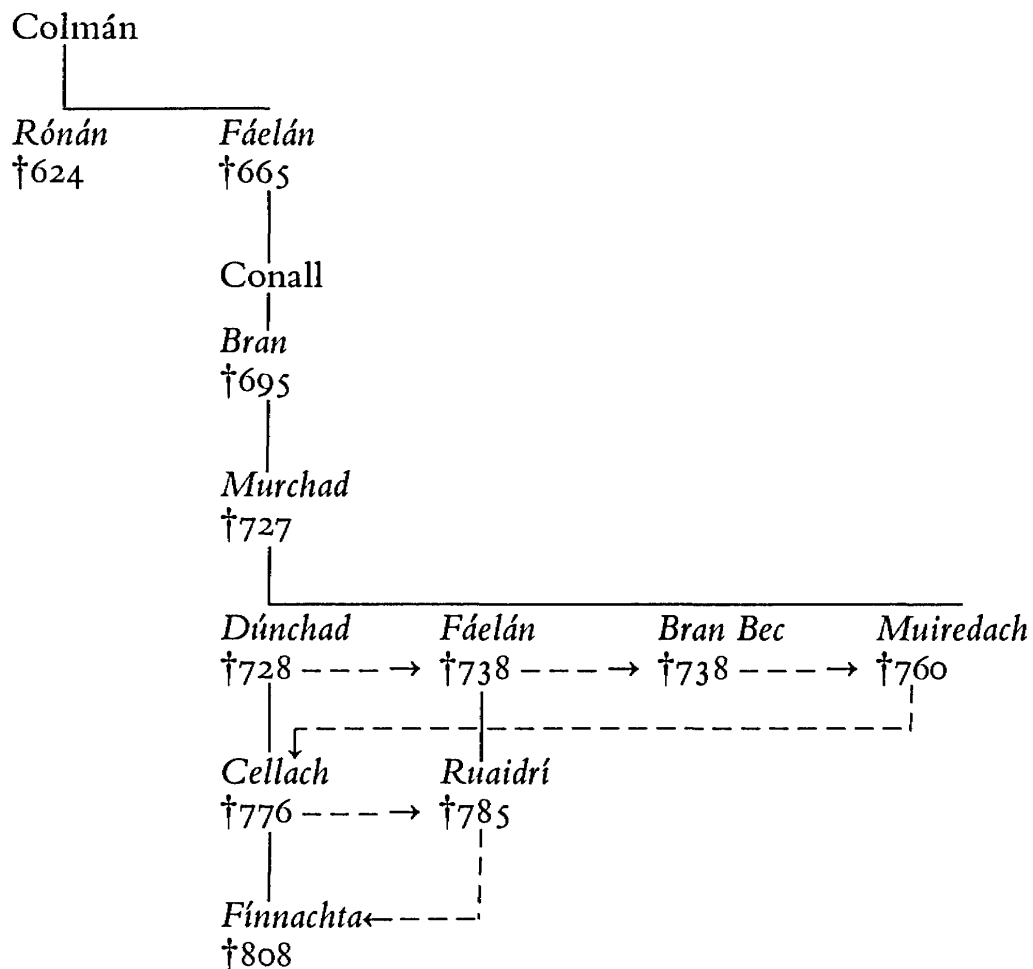 Colmán
Rónán Fáelán
†624 †665
Conall
Bran
†695
Murchad
†727
Dúnchad Fáelán Bran Bec Muiredach
†728 †738 †738 †760
Cellach Ruaidrí
†776 †785
Fínnachta
†808